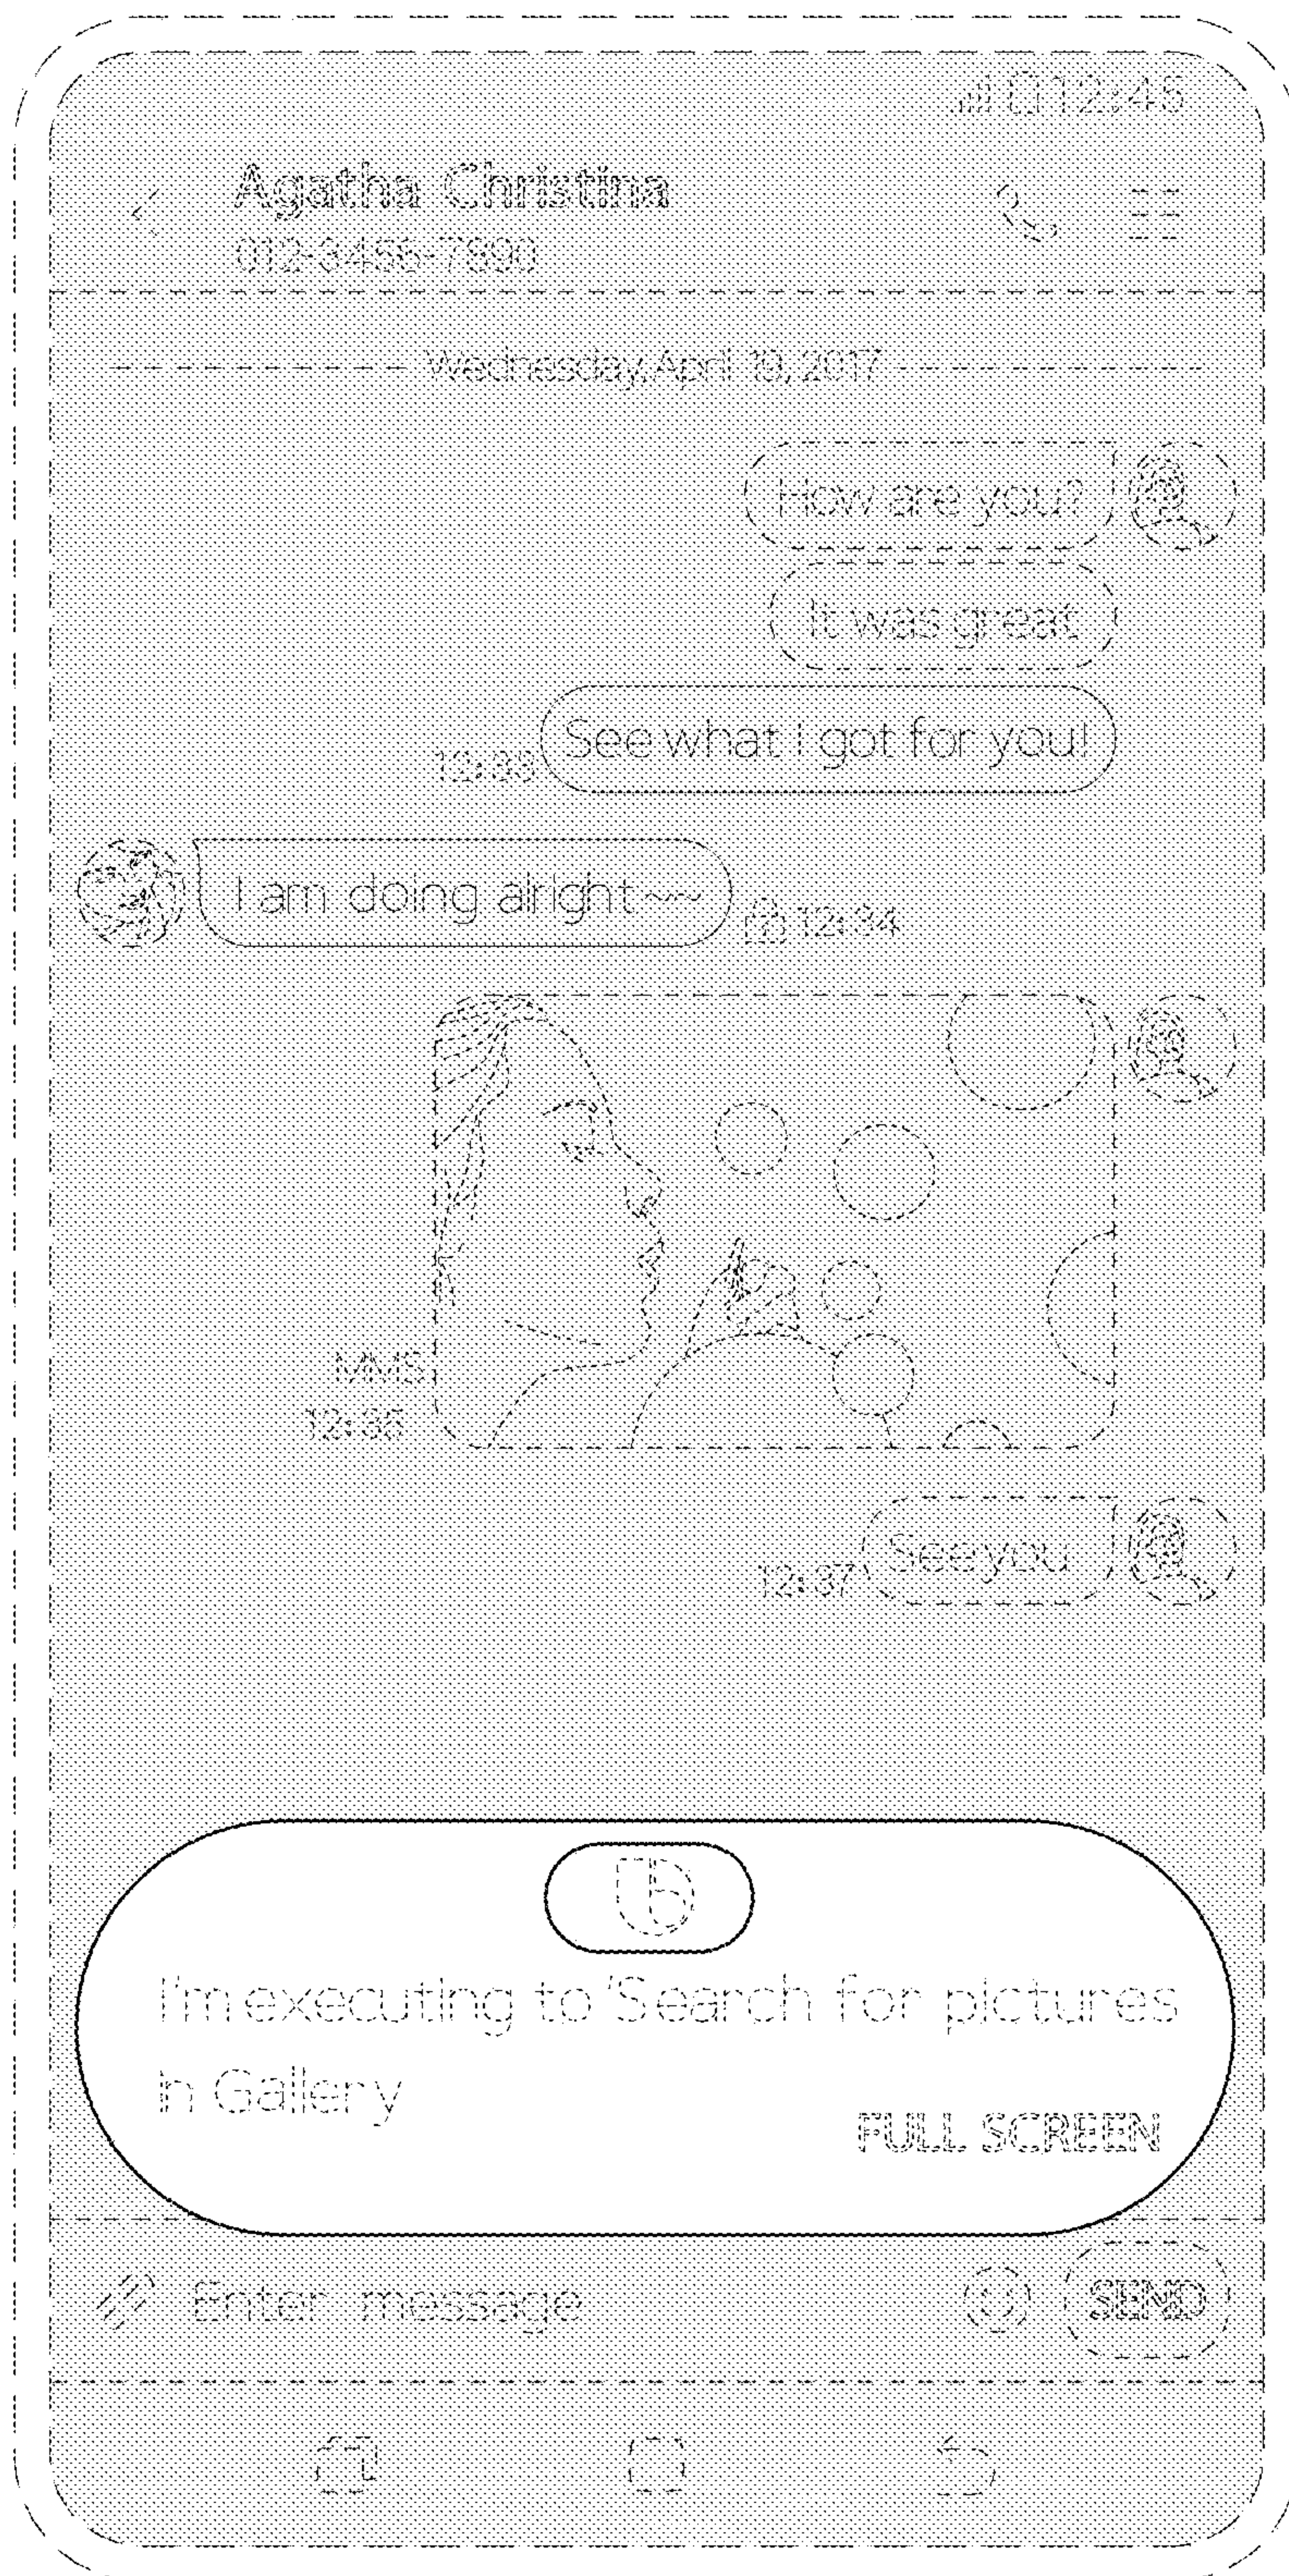 12:45
Agatha Christina
012-3456-7890
Wednesday, April 19, 2017
How are you?
It was great
See what I got for you!
12:33
I am doing alright~~
12:34
MMS
12:35
See you
12:37
b
I'm executing to 'Search for pictures
in Gallery
FULL SCREEN
Enter message
SEND